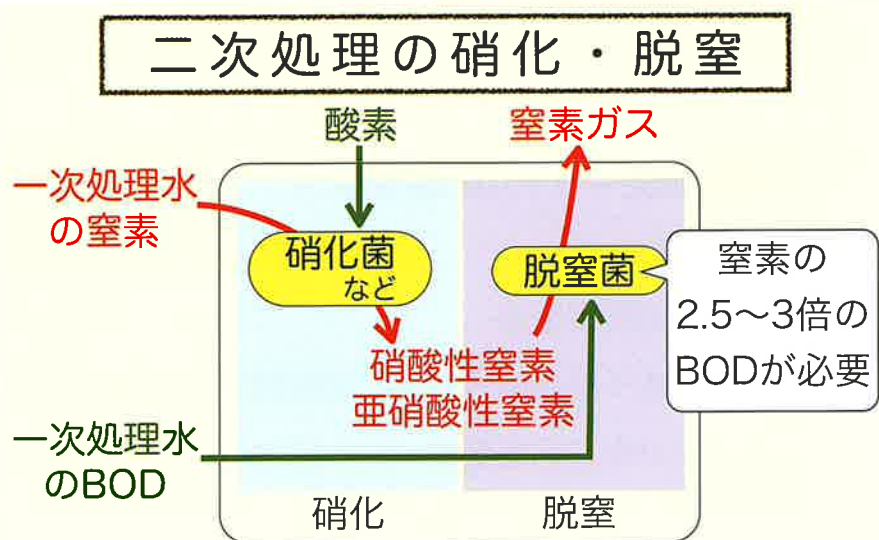 二次処理の硝化・脱窒
酸素
窒素ガス
一次処理水
の窒素
硝化菌
など
脱窒菌
窒素の
2.5〜3倍の
BODが必要
硝酸性窒素
亜硝酸性窒素
一次処理水
のBOD
硝化
脱窒